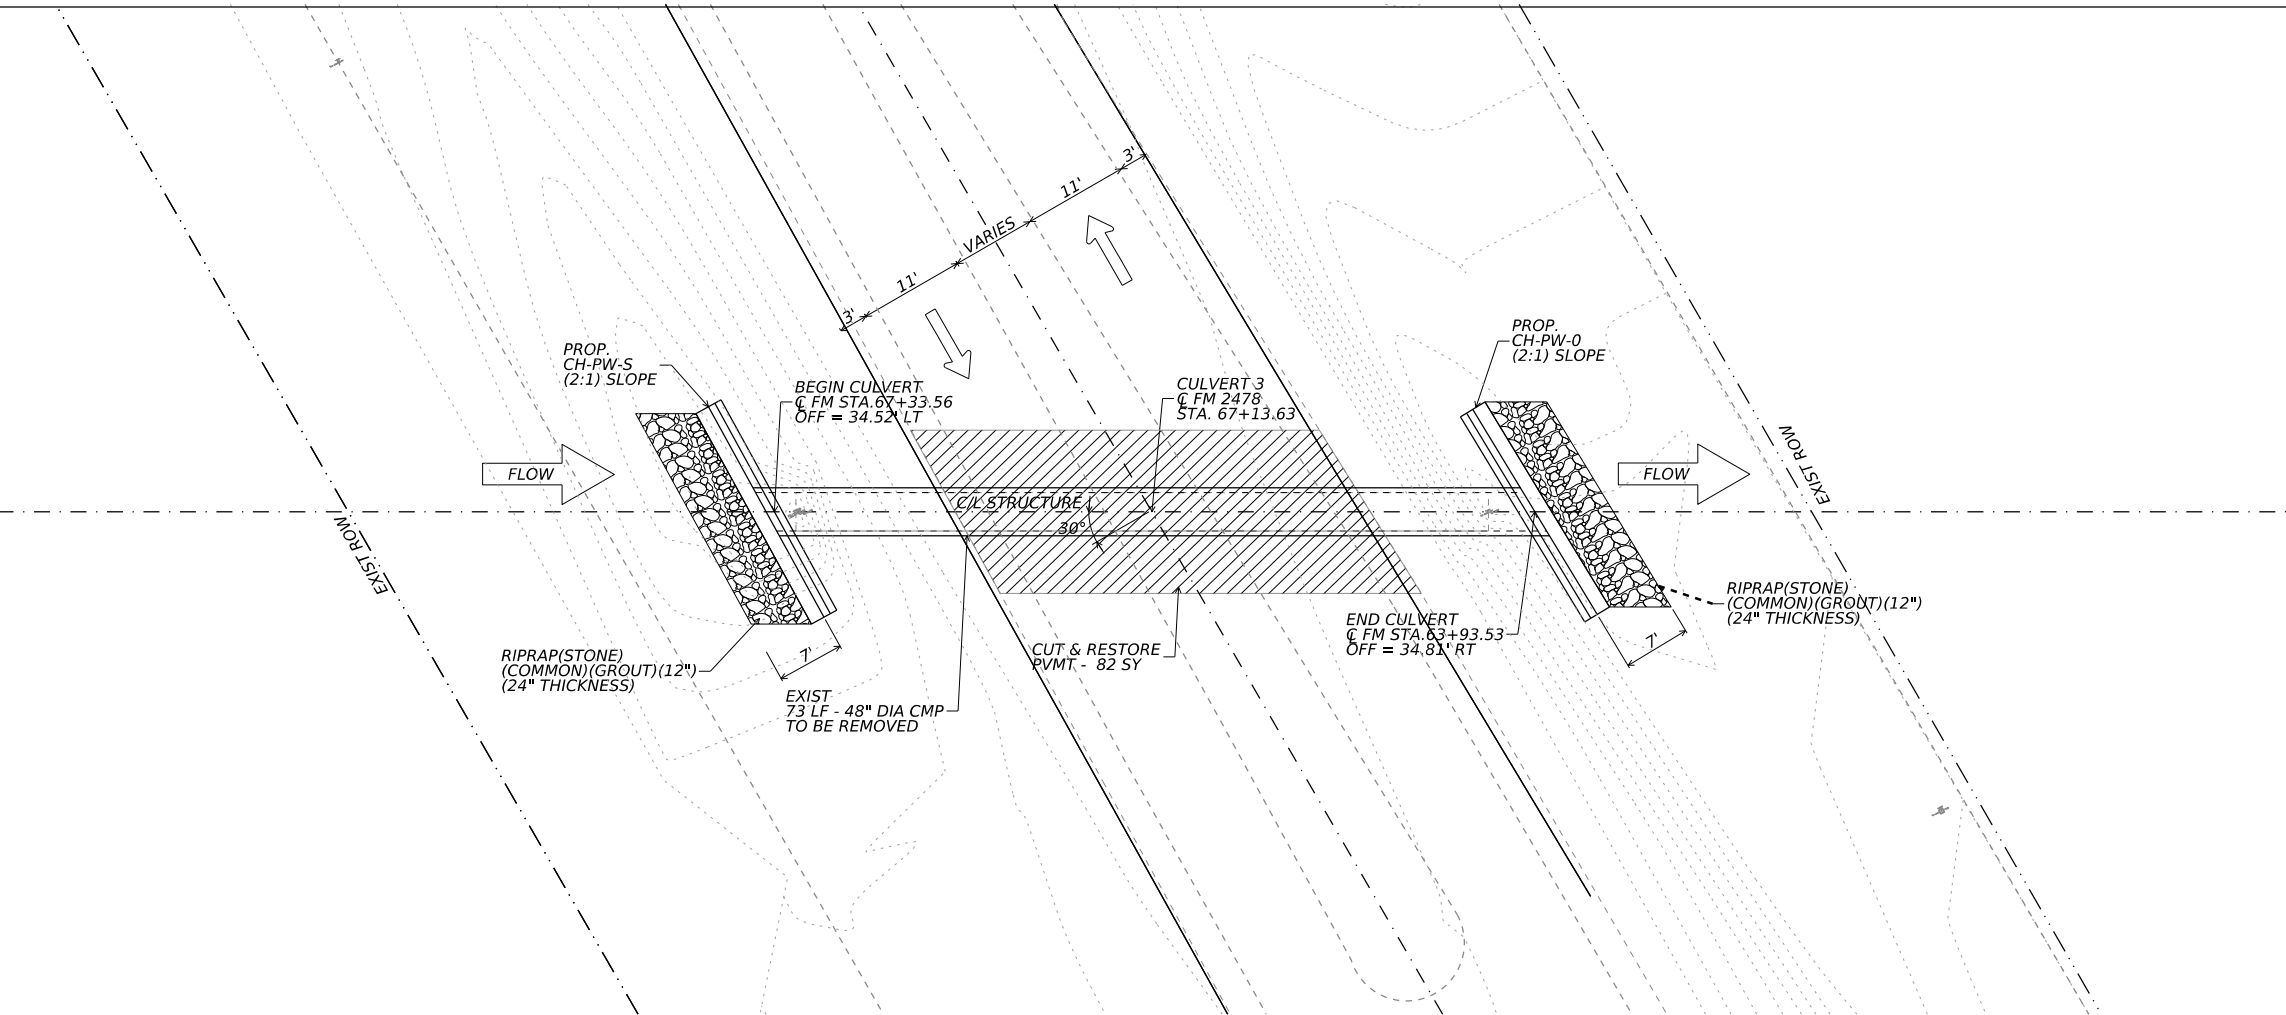 3'
11'
VARIES
11'
3'
PROP.
CH-PW-0
(2:1) SLOPE
PROP.
CH-PW-S
(2:1) SLOPE
BEGIN CULVERT
℄ FM STA.67+33.56
OFF = 34.52' LT
CULVERT 3
℄ FM 2478
STA. 67+13.63
FLOW
FLOW
EXIST ROW
EXIST ROW
C/L STRUCTURE
30°
RIPRAP(STONE)
(COMMON)(GROUT)(12")
(24" THICKNESS)
END CULVERT
℄ FM STA.63+93.53
OFF = 34.81' RT
7'
CUT & RESTORE
PVMT - 82 SY
RIPRAP(STONE)
(COMMON)(GROUT)(12")
(24" THICKNESS)
7'
EXIST
73 LF - 48" DIA CMP
TO BE REMOVED